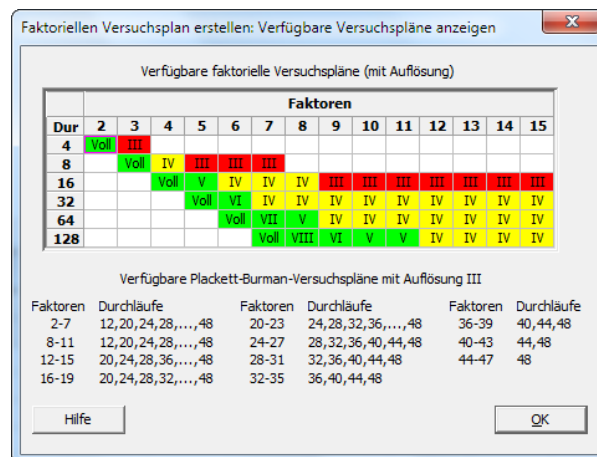 Faktoriellen Versuchsplan erstellen: Verfügbare Versuchspläne anzeigen
Verfügbare faktorielle Versuchspläne (mit Auflösung)
Faktoren
Dur 2 3 4 5 6 7 8 9 10 11 12 13 14 15
4 Voll III
8 Voll IV III III III
16 Voll V IV IV IV III III III III III III III
32 Voll VI IV IV IV IV IV IV IV IV IV
64 Voll VII V IV IV IV IV IV IV IV
128 Voll VIII VI V V IV IV IV IV
Verfügbare Plackett-Burman-Versuchspläne mit Auflösung III
Faktoren Durchläufe Faktoren Durchläufe Faktoren Durchläufe
2-7 12,20,24,28,...,48 20-23 24,28,32,36,...,48 36-39 40,44,48
8-11 12,20,24,28,...,48 24-27 28,32,36,40,44,48 40-43 44,48
12-15 20,24,28,36,...,48 28-31 32,36,40,44,48 44-47 48
16-19 20,24,28,32,...,48 32-35 36,40,44,48
Hilfe OK